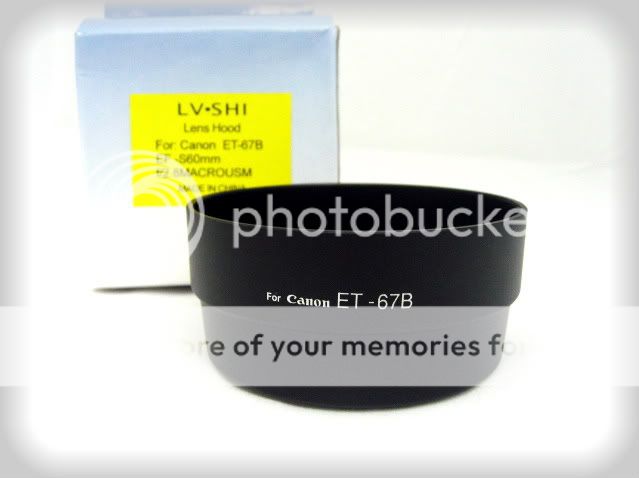 LV•SHI
Lens Hood
For: Canon ET-67B
EF -S60mm
f/2.8MACROUSM
MADE IN CHINA
photobucke
For Canon ET -67B
ore of your memories fo